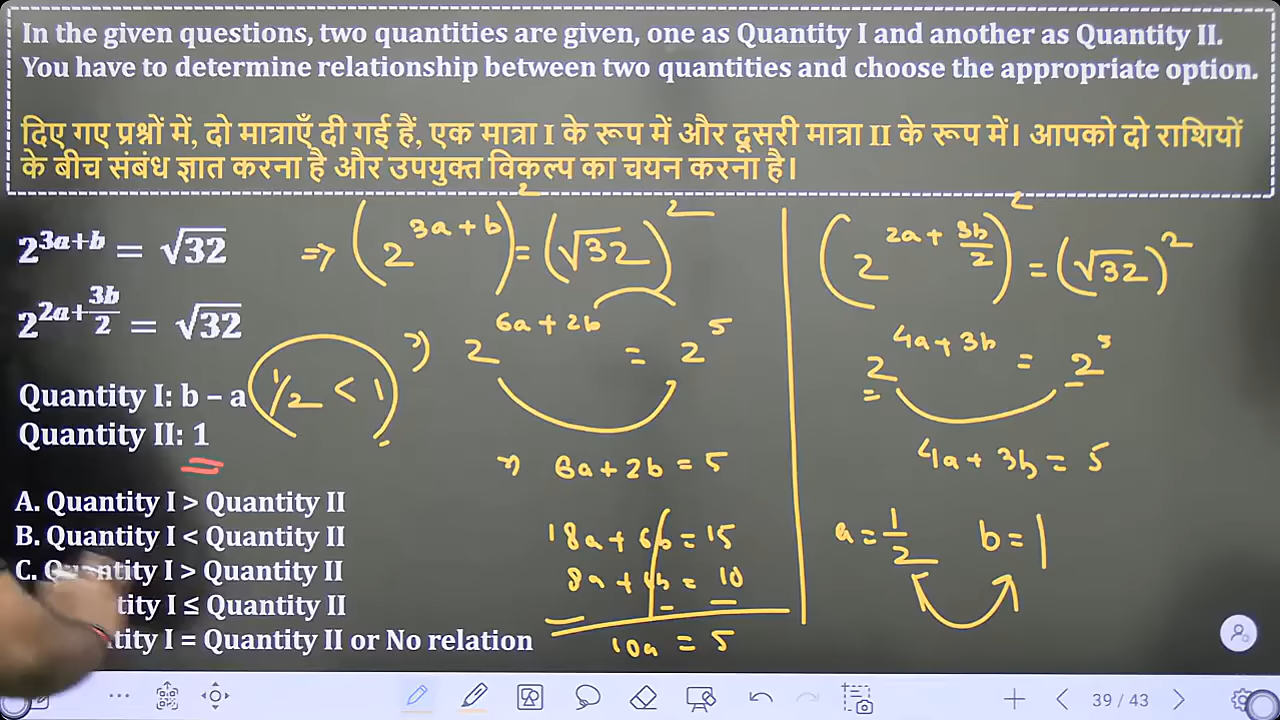 In the given questions, two quantities are given, one as Quantity I and another as Quantity II.
You have to determine relationship between two quantities and choose the appropriate option.
दिए गए प्रश्नों में, दो मात्राएँ दी गई हैं, एक मात्रा I के रूप में और दूसरी मात्रा II के रूप में। आपको दो राशियों
के बीच संबंध ज्ञात करना है और उपयुक्त विकल्प का चयन करना है।
2^{3a+b} = √32
2^{2a+3b/2} = √32
Quantity I: b – a
Quantity II: 1
A. Quantity I > Quantity II
B. Quantity I < Quantity II
C. Quantity I > Quantity II
tity I ≤ Quantity II
tity I = Quantity II or No relation
1/2 < 1
⇒ (2^{3a+b})^2 = (√32)^2
⇒ 2^{6a+2b} = 2^5
⇒ 6a+2b = 5
18a+6b = 15
8a+6b = 10
10a = 5
(2^{2a+3b/2})^2 = (√32)^2
2^{4a+3b} = 2^5
4a+3b = 5
a = 1/2 b = 1
39 / 43